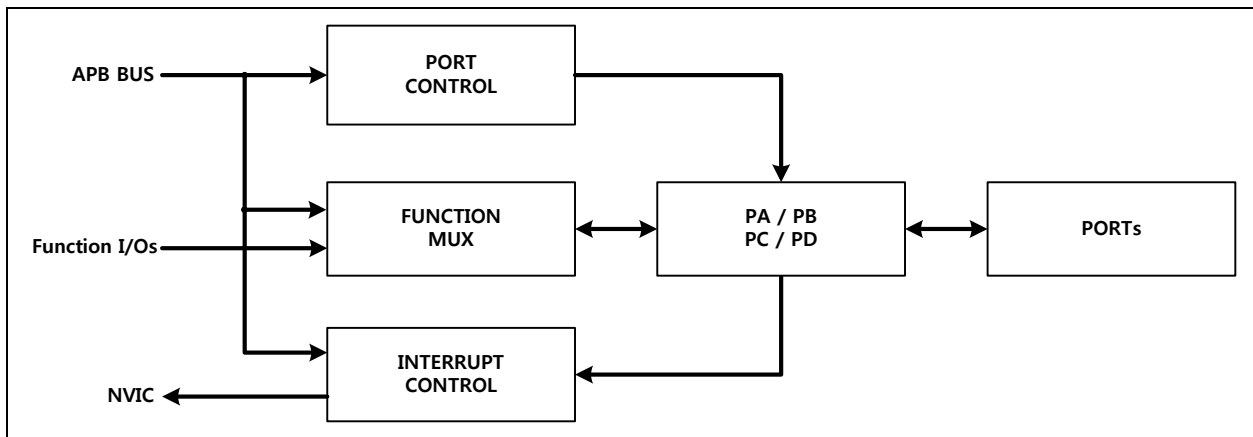 APB BUS
PORT
CONTROL
Function I/Os
FUNCTION
MUX
PA / PB
PC / PD
PORTs
INTERRUPT
CONTROL
NVIC